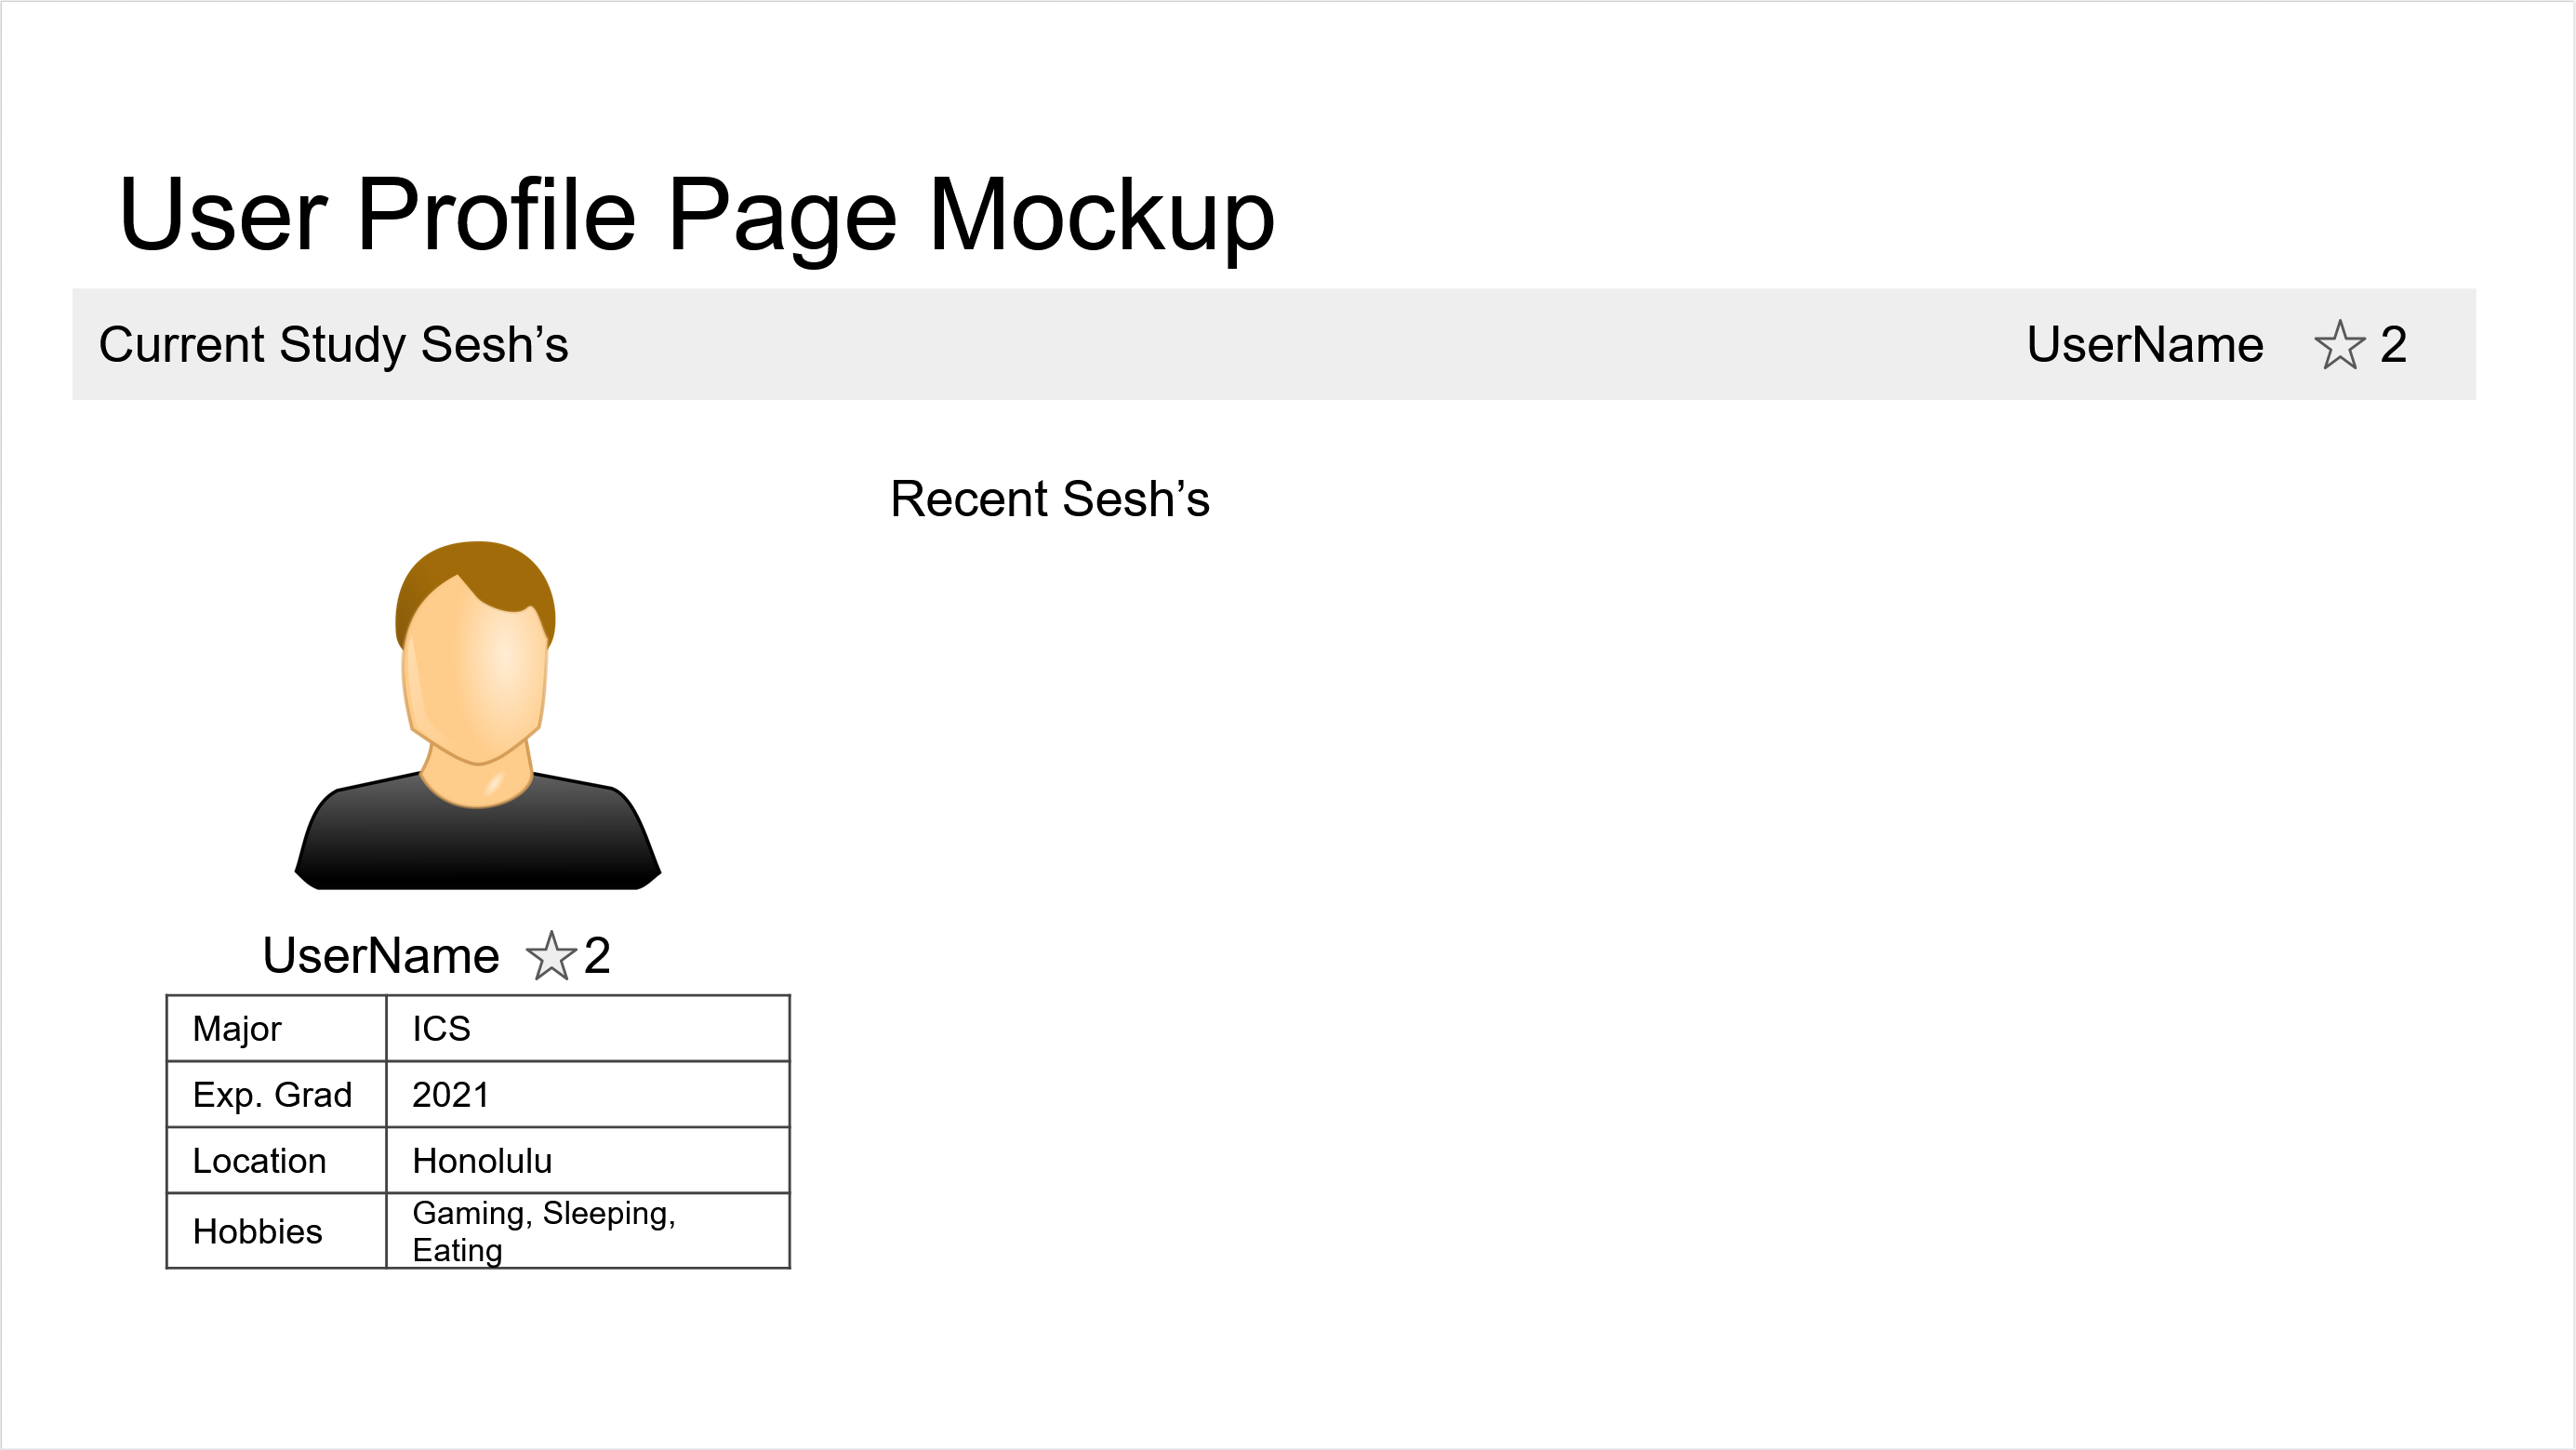 User Profile Page Mockup
Current Study Sesh’s UserName 2
Recent Sesh’s
UserName 2
Major ICS
Exp. Grad 2021
Location Honolulu
Hobbies Gaming, Sleeping,
Eating